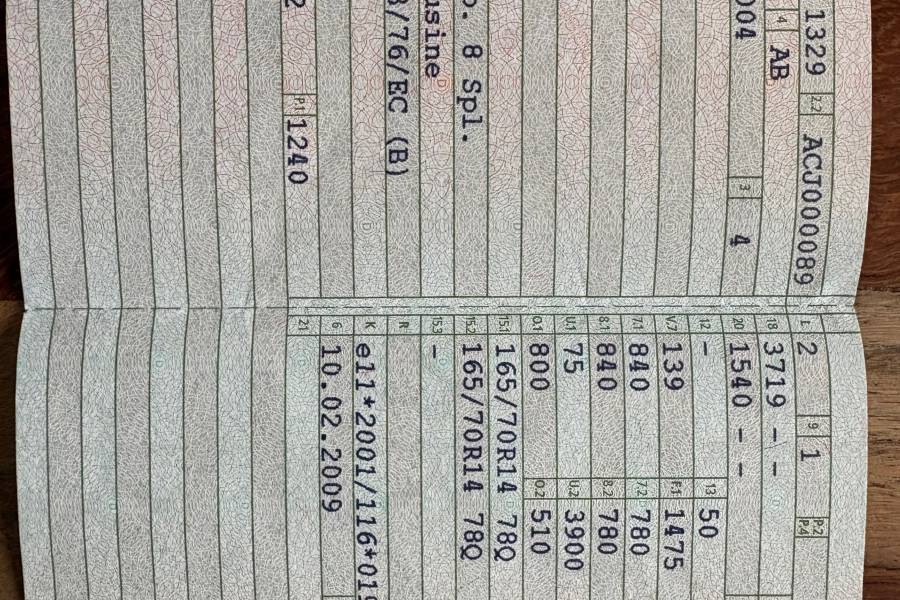 1329 2.2 ACJ000089
4 AB
004 3 4
o. 8 Spl.
usine
/76/EC (B)
2 P.1 1240
L 2 9 1 P.2 P.4
18 3719 - -
20 1540 - -
12 - 13 50
V.7 139 F.1 1475
7.1 840 7.2 780
8.1 840 8.2 780
U.1 75 U.2 3900
O.1 800 O.2 510
15.1 165/70R14 78Q
15.2 165/70R14 78Q
15.3 -
R
K e11*2001/116*019
6 10.02.2009
21